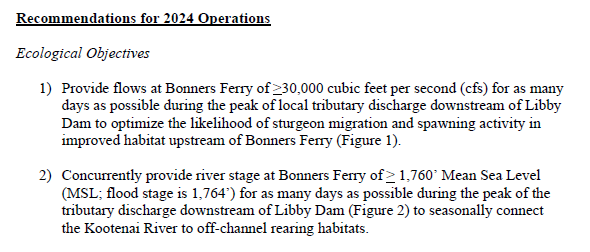 Recommendations for 2024 Operations
Ecological Objectives
1) Provide flows at Bonners Ferry of ≥30,000 cubic feet per second (cfs) for as many
days as possible during the peak of local tributary discharge downstream of Libby
Dam to optimize the likelihood of sturgeon migration and spawning activity in
improved habitat upstream of Bonners Ferry (Figure 1).
2) Concurrently provide river stage at Bonners Ferry of ≥ 1,760’ Mean Sea Level
(MSL; flood stage is 1,764’) for as many days as possible during the peak of the
tributary discharge downstream of Libby Dam (Figure 2) to seasonally connect
the Kootenai River to off-channel rearing habitats.